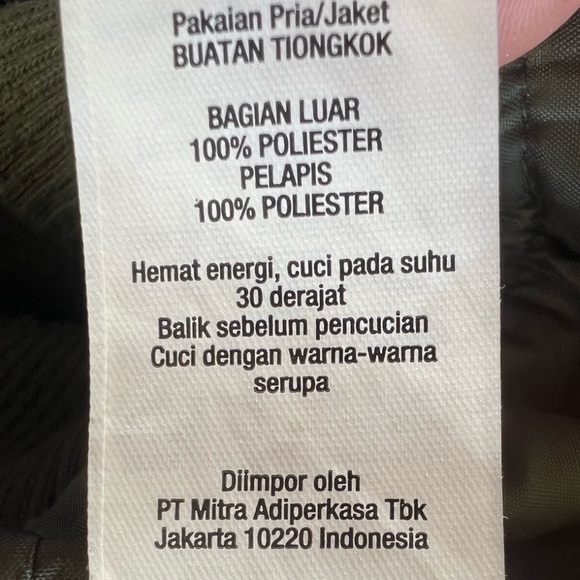 Pakaian Pria/Jaket
BUATAN TIONGKOK
BAGIAN LUAR
100% POLIESTER
PELAPIS
100% POLIESTER
Hemat energi, cuci pada suhu
30 derajat
Balik sebelum pencucian
Cuci dengan warna-warna
serupa
Diimpor oleh
PT Mitra Adiperkasa Tbk
Jakarta 10220 Indonesia